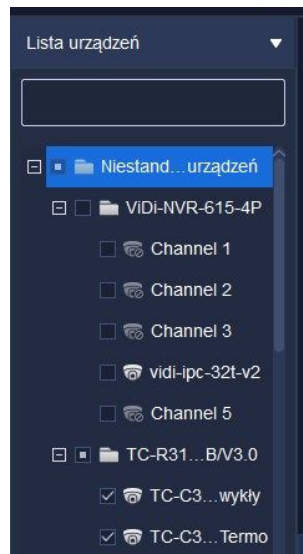 Lista urządzeń
Niestand...urządzeń
ViDi-NVR-615-4P
Channel 1
Channel 2
Channel 3
vidi-ipc-32t-v2
Channel 5
TC-R31...B/V3.0
TC-C3...wykły
TC-C3...Termo